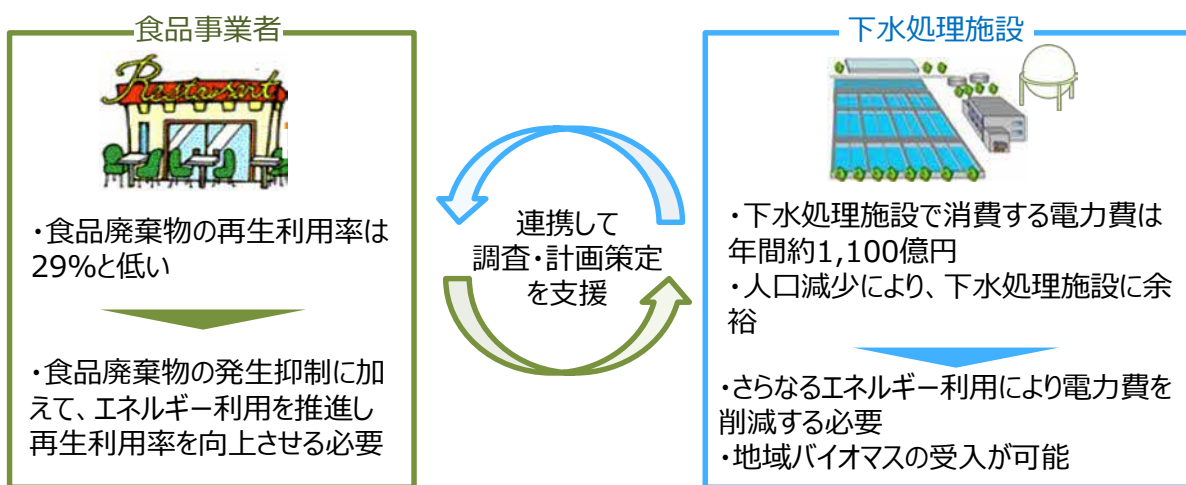 食品事業者
Restaurant
・食品廃棄物の再生利用率は
29%と低い
・食品廃棄物の発生抑制に加
えて、エネルギー利用を推進し
再生利用率を向上させる必要
連携して
調査・計画策定
を支援
下水処理施設
・下水処理施設で消費する電力費は
年間約1,100億円
・人口減少により、下水処理施設に余
裕
・さらなるエネルギー利用により電力費を
削減する必要
・地域バイオマスの受入が可能